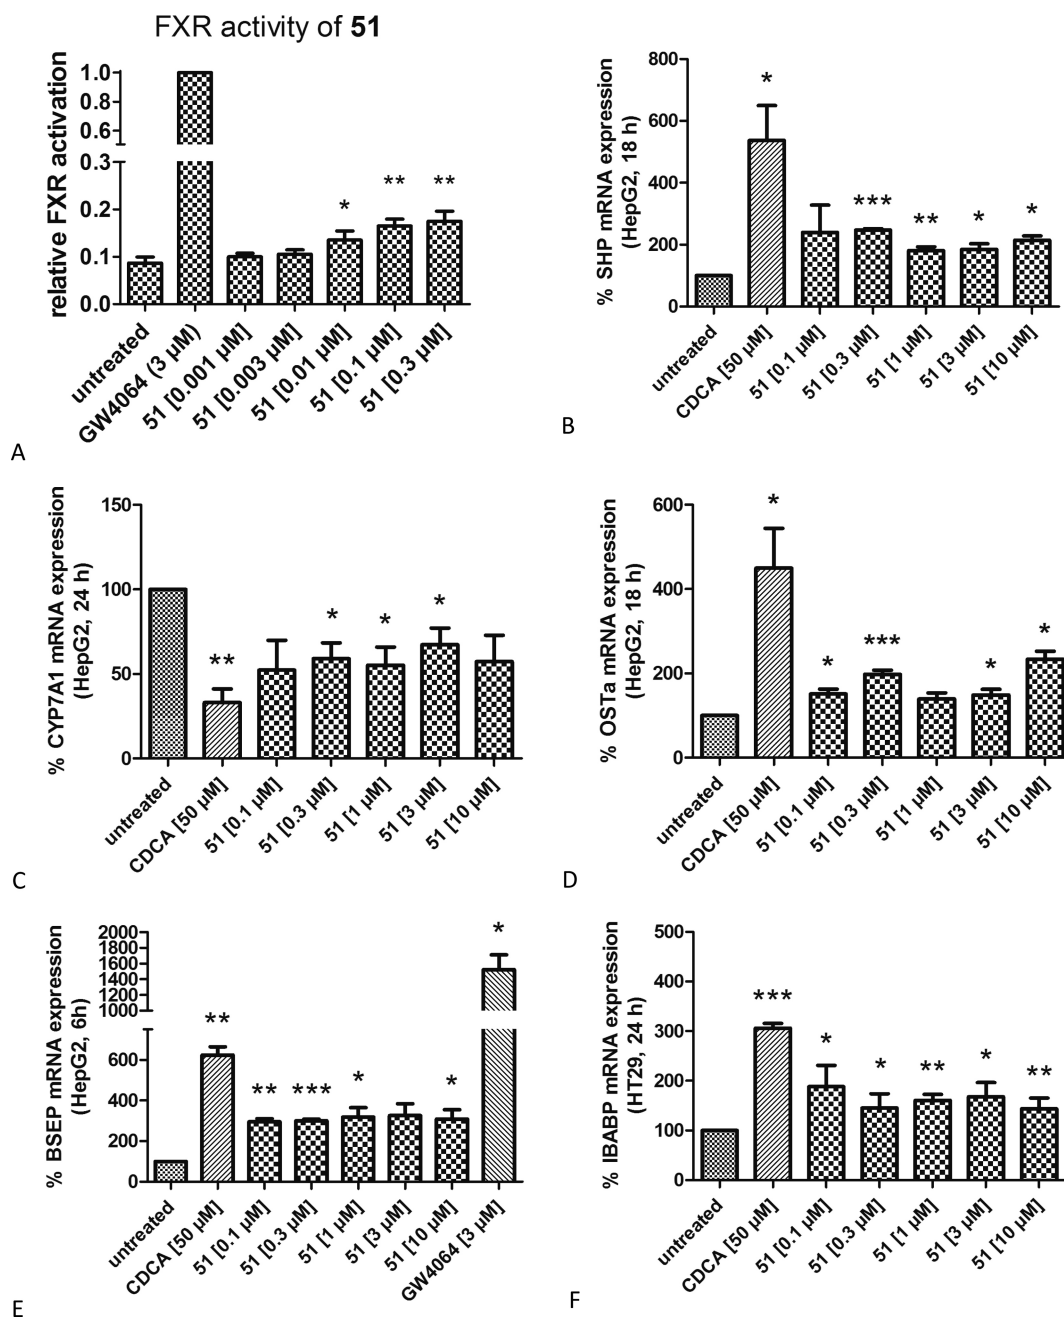 FXR activity of 51
relative FXR activation
1.0
0.8
0.6
0.3
0.2
0.1
0.0
*
**
**
untreated
GW4064 (3 µM)
51 [0.001 µM]
51 [0.003 µM]
51 [0.01 µM]
51 [0.1 µM]
51 [0.3 µM]
A
% SHP mRNA expression
(HepG2, 18 h)
800
600
400
200
0
*
***
**
*
*
untreated
CDCA [50 µM]
51 [0.1 µM]
51 [0.3 µM]
51 [1 µM]
51 [3 µM]
51 [10 µM]
B
% CYP7A1 mRNA expression
(HepG2, 24 h)
150
100
50
0
**
*
*
*
untreated
CDCA [50 µM]
51 [0.1 µM]
51 [0.3 µM]
51 [1 µM]
51 [3 µM]
51 [10 µM]
C
% OSTa mRNA expression
(HepG2, 18 h)
600
400
200
0
*
*
***
*
*
untreated
CDCA [50 µM]
51 [0.1 µM]
51 [0.3 µM]
51 [1 µM]
51 [3 µM]
51 [10 µM]
D
% BSEP mRNA expression
(HepG2, 6h)
2000
1800
1600
1400
1200
1000
600
400
200
0
**
**
***
*
*
*
untreated
CDCA [50 µM]
51 [0.1 µM]
51 [0.3 µM]
51 [1 µM]
51 [3 µM]
51 [10 µM]
GW4064 [3 µM]
E
% IBABP mRNA expression
(HT29, 24 h)
500
400
300
200
100
0
***
*
*
**
*
**
untreated
CDCA [50 µM]
51 [0.1 µM]
51 [0.3 µM]
51 [1 µM]
51 [3 µM]
51 [10 µM]
F